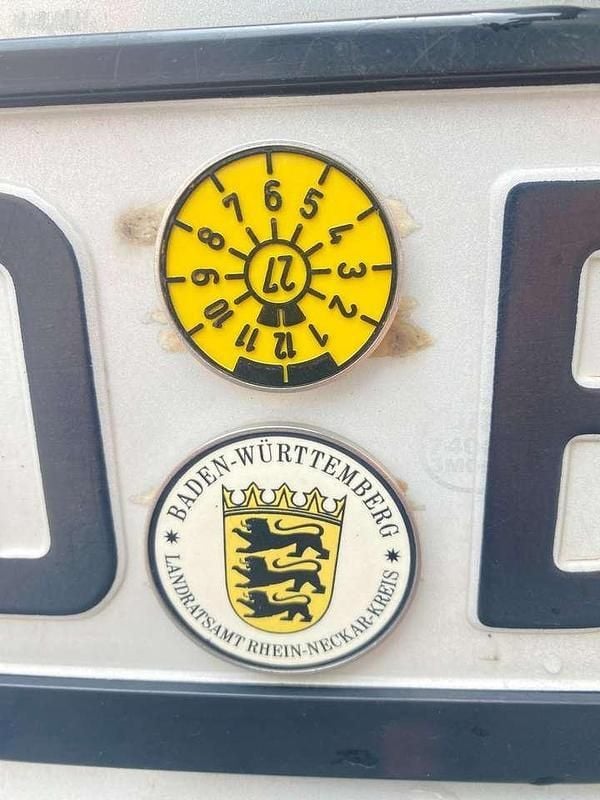 7 6 5
8 4
9 27 3
10 2
11 12 1
BADEN-WÜRTTEMBERG
LANDRATSAMT RHEIN-NECKAR-KREIS